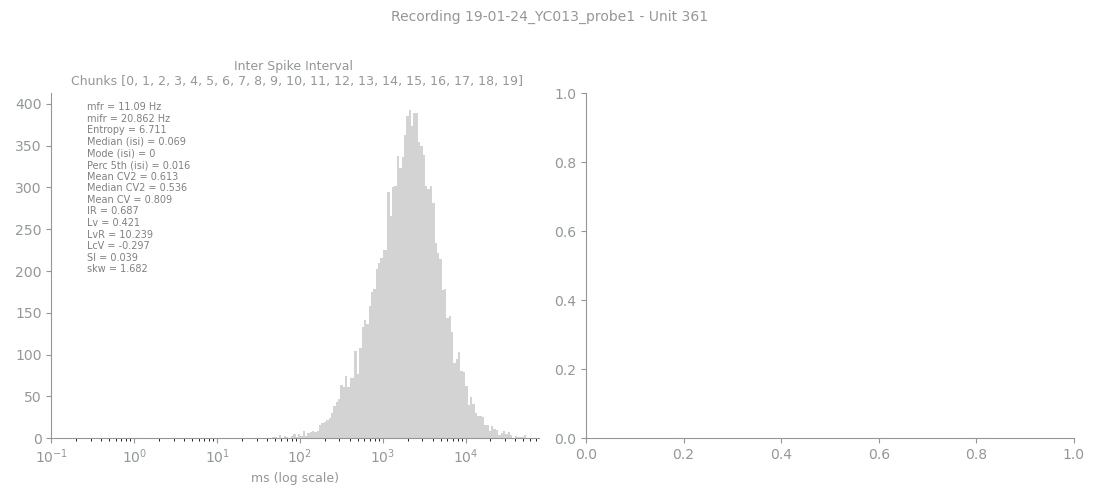 Recording 19-01-24_YC013_probe1 - Unit 361
Inter Spike Interval
Chunks [0, 1, 2, 3, 4, 5, 6, 7, 8, 9, 10, 11, 12, 13, 14, 15, 16, 17, 18, 19]
mfr = 11.09 Hz
mifr = 20.862 Hz
Entropy = 6.711
Median (isi) = 0.069
Mode (isi) = 0
Perc 5th (isi) = 0.016
Mean CV2 = 0.613
Median CV2 = 0.536
Mean CV = 0.809
IR = 0.687
Lv = 0.421
LvR = 10.239
LcV = -0.297
SI = 0.039
skw = 1.682
400
350
300
250
200
150
100
50
0
10⁻¹ 10⁰ 10¹ 10² 10³ 10⁴
ms (log scale)
1.0
0.8
0.6
0.4
0.2
0.0
0.0 0.2 0.4 0.6 0.8 1.0